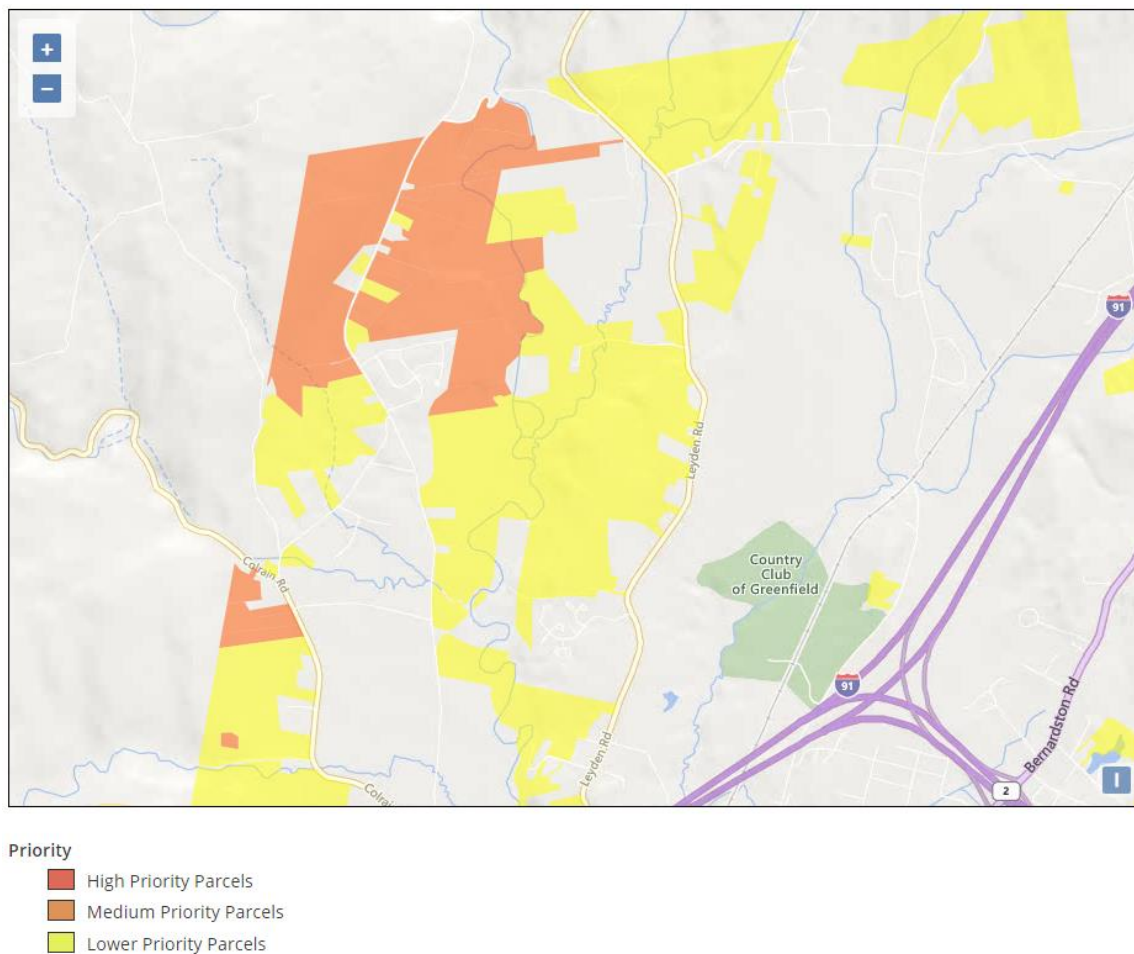 +
−
91
Leyden Rd
Country
Club
of Greenfield
Colrain Rd
91
Bernardston Rd
Leyden Rd
2
I
Priority
High Priority Parcels
Medium Priority Parcels
Lower Priority Parcels